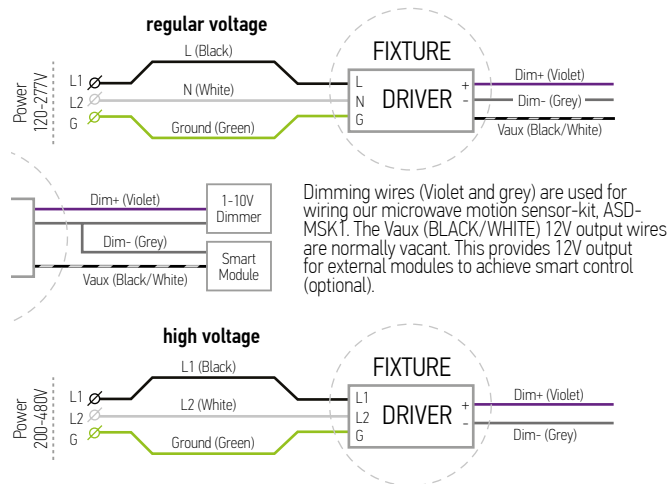 regular voltage
L (Black)
FIXTURE
Power
120-277V
L1
L2
G
N (White)
Ground (Green)
L
N
G
DRIVER
+
-
Dim+ (Violet)
Dim- (Grey)
Vaux (Black/White)
Dim+ (Violet)
Dim- (Grey)
Vaux (Black/White)
1-10V
Dimmer
Smart
Module
Dimming wires (Violet and grey) are used for
wiring our microwave motion sensor-kit, ASD-
MSK1. The Vaux (BLACK/WHITE) 12V output wires
are normally vacant. This provides 12V output
for external modules to achieve smart control
(optional).
high voltage
L1 (Black)
FIXTURE
Power
200-480V
L1
L2
G
L2 (White)
Ground (Green)
L1
L2
G
DRIVER
+
-
Dim+ (Violet)
Dim- (Grey)